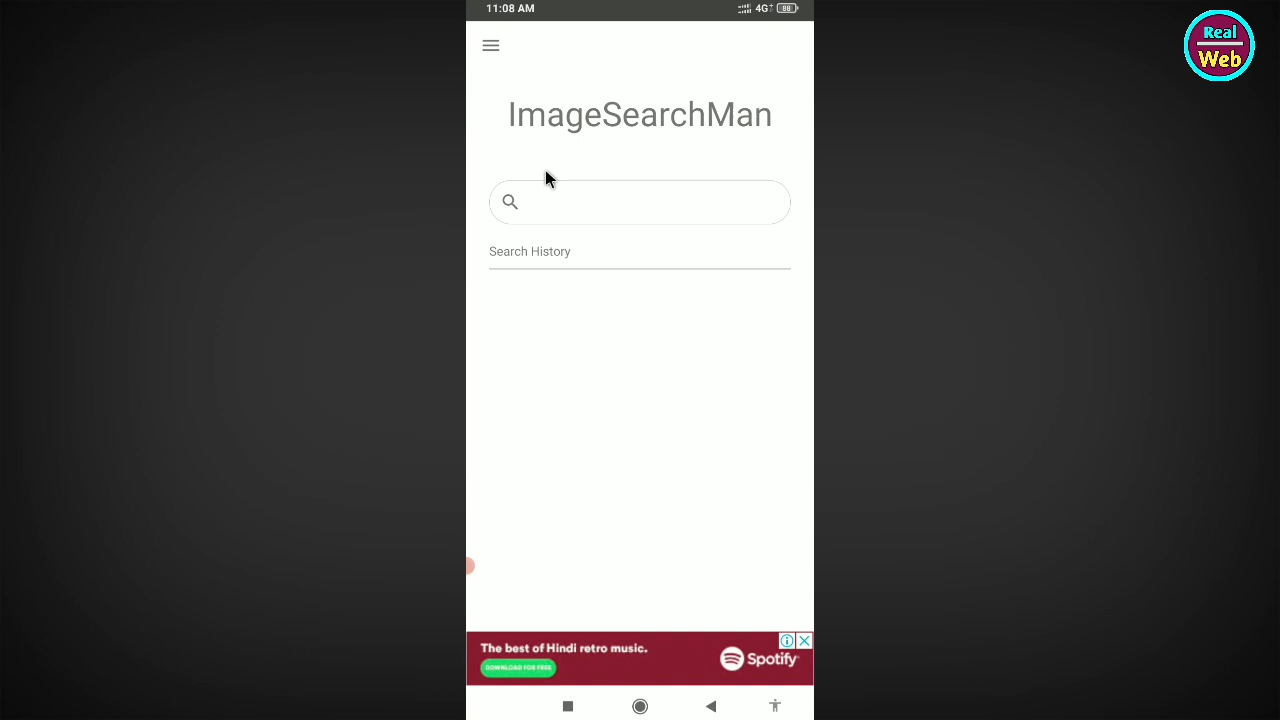 11:08 AM
4G
88
Real
Web
ImageSearchMan
Search History
The best of Hindi retro music.
DOWNLOAD FOR FREE
Spotify